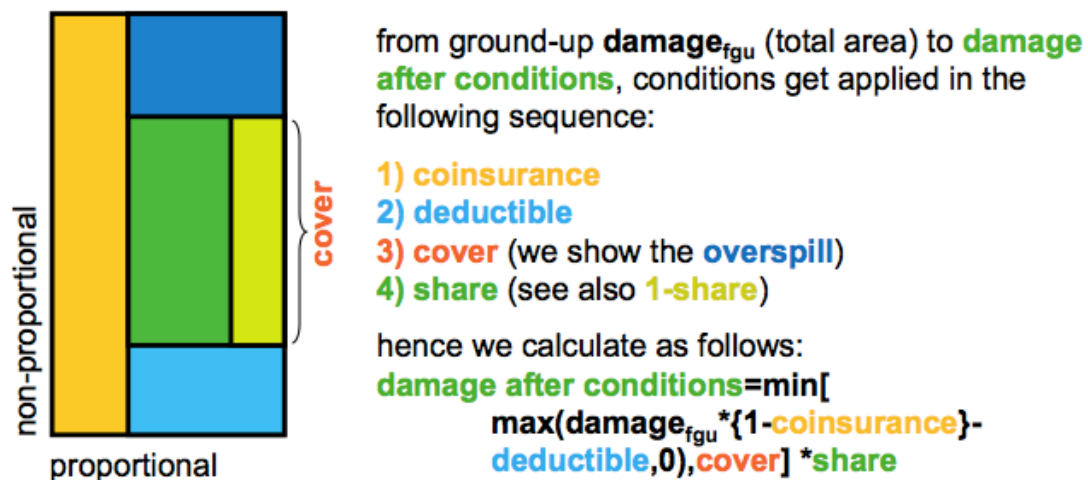 non-proportional
proportional
cover
from ground-up damagefgu (total area) to damage
after conditions, conditions get applied in the
following sequence:
1) coinsurance
2) deductible
3) cover (we show the overspill)
4) share (see also 1-share)
hence we calculate as follows:
damage after conditions=min[
max(damagefgu*{1-coinsurance}-
deductible,0),cover] *share